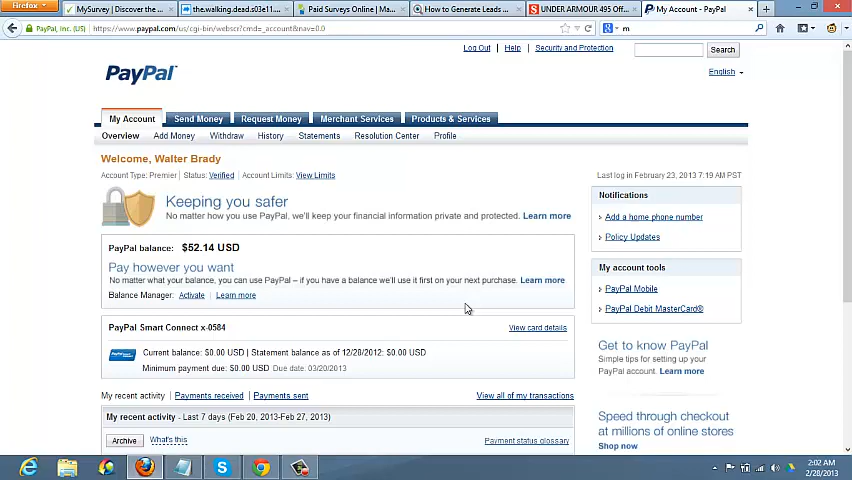 Firefox
MySurvey | Discover the ...
the.walking.dead.s03e11....
Paid Surveys Online | Ma...
How to Generate Leads ...
UNDER ARMOUR 495 Off...
My Account - PayPal
PayPal, Inc. (US) https://www.paypal.com/us/cgi-bin/webscr?cmd=_account&nav=0.0
m
Log Out | Help | Security and Protection Search
PayPal
English
My Account Send Money Request Money Merchant Services Products & Services
Overview Add Money Withdraw History Statements Resolution Center Profile
Welcome, Walter Brady
Account Type: Premier | Status: Verified Account Limits: View Limits
Last log in February 23, 2013 7:19 AM PST
Keeping you safer
No matter how you use PayPal, we'll keep your financial information private and protected. Learn more
PayPal balance: $52.14 USD
Pay however you want
No matter what your balance, you can use PayPal – if you have a balance we'll use it first on your next purchase. Learn more
Balance Manager: Activate | Learn more
PayPal Smart Connect x-0584 View card details
Current balance: $0.00 USD | Statement balance as of 12/20/2012: $0.00 USD
Minimum payment due: $0.00 USD Due date: 03/20/2013
My recent activity | Payments received | Payments sent View all of my transactions
My recent activity - Last 7 days (Feb 20, 2013-Feb 27, 2013)
Archive What's this Payment status glossary
Notifications
Add a home phone number
Policy Updates
My account tools
PayPal Mobile
PayPal Debit MasterCard®
Get to know PayPal
Simple tips for setting up your
PayPal account. Learn more
Speed through checkout
at millions of online stores
Shop now
2:02 AM
2/28/2013